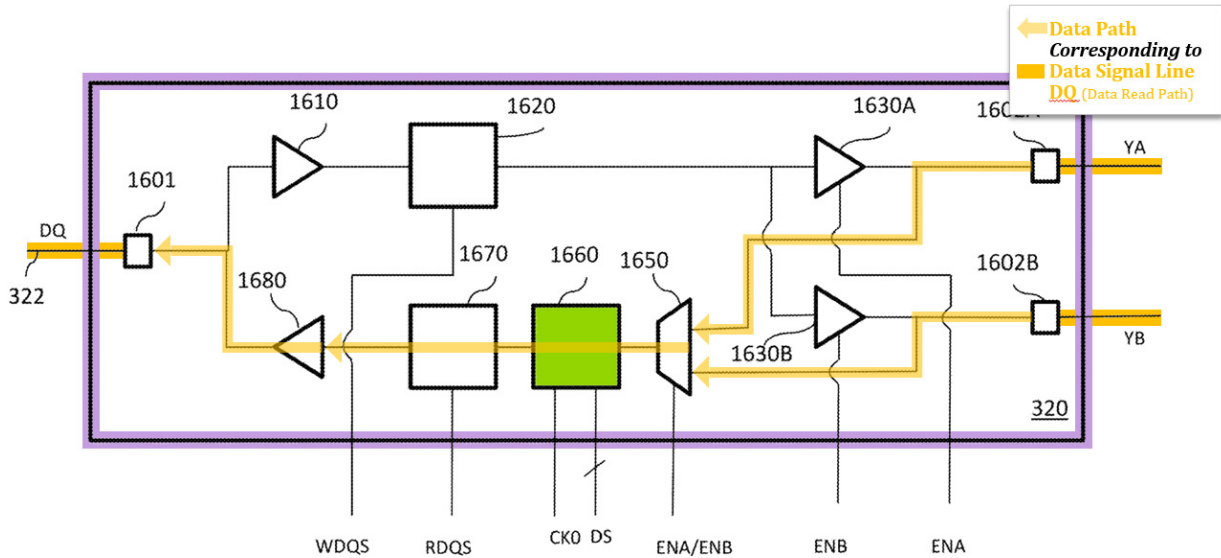 Data Path
Corresponding to
Data Signal Line
DQ (Data Read Path)
1610
1620
1630A
YA
1601
DQ
322
1680
1670
1660
1650
1630B
1602B
YB
320
WDQS
RDQS
CK0
DS
ENA/ENB
ENB
ENA